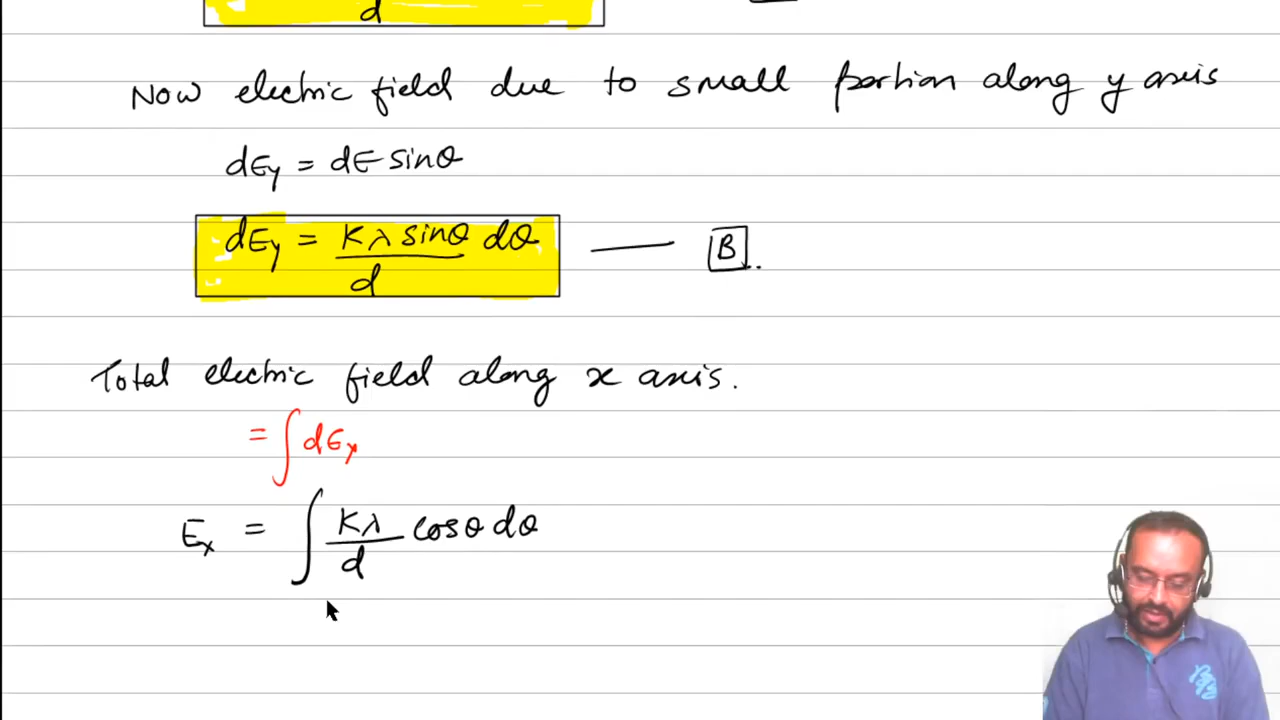 d
Now electric field due to small portion along y axis
dEy = dE sinθ
dEy = Kλ sinθ/d dθ —— B.
Total electric field along x axis.
= ∫dEx
Ex = ∫ Kλ/d cosθ dθ